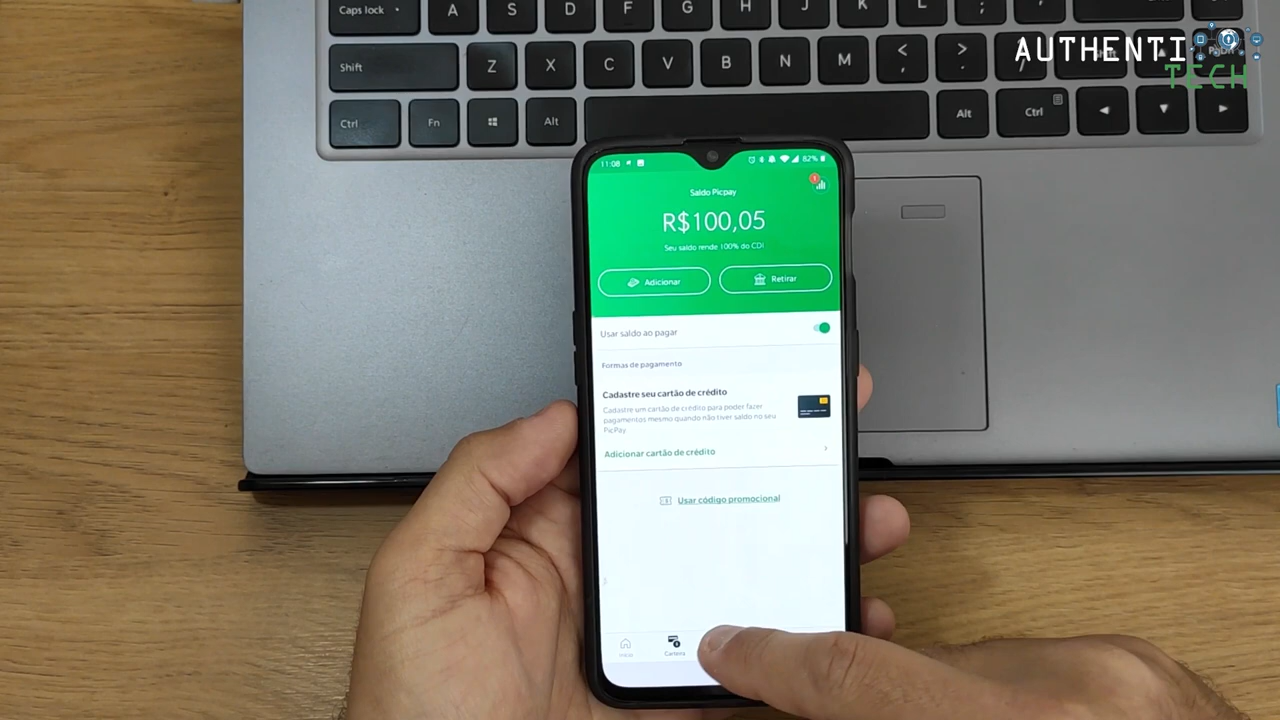 Caps lock
A
S
D
F
G
H
J
K
L
;
Shift
Z
X
C
V
B
N
M
<
,
>
.
/
PgDn
Ctrl
Fn
Alt
Alt
Ctrl
AUTHENTI
TECH
11:08
82%
Saldo Picpay
R$100,05
Seu saldo rende 100% do CDI
Adicionar
Retirar
Usar saldo ao pagar
Formas de pagamento
Cadastre seu cartão de crédito
Cadastre um cartão de crédito para poder fazer
pagamentos mesmo quando não tiver saldo no seu
PicPay
Adicionar cartão de crédito
Usar código promocional
Início
Carteira